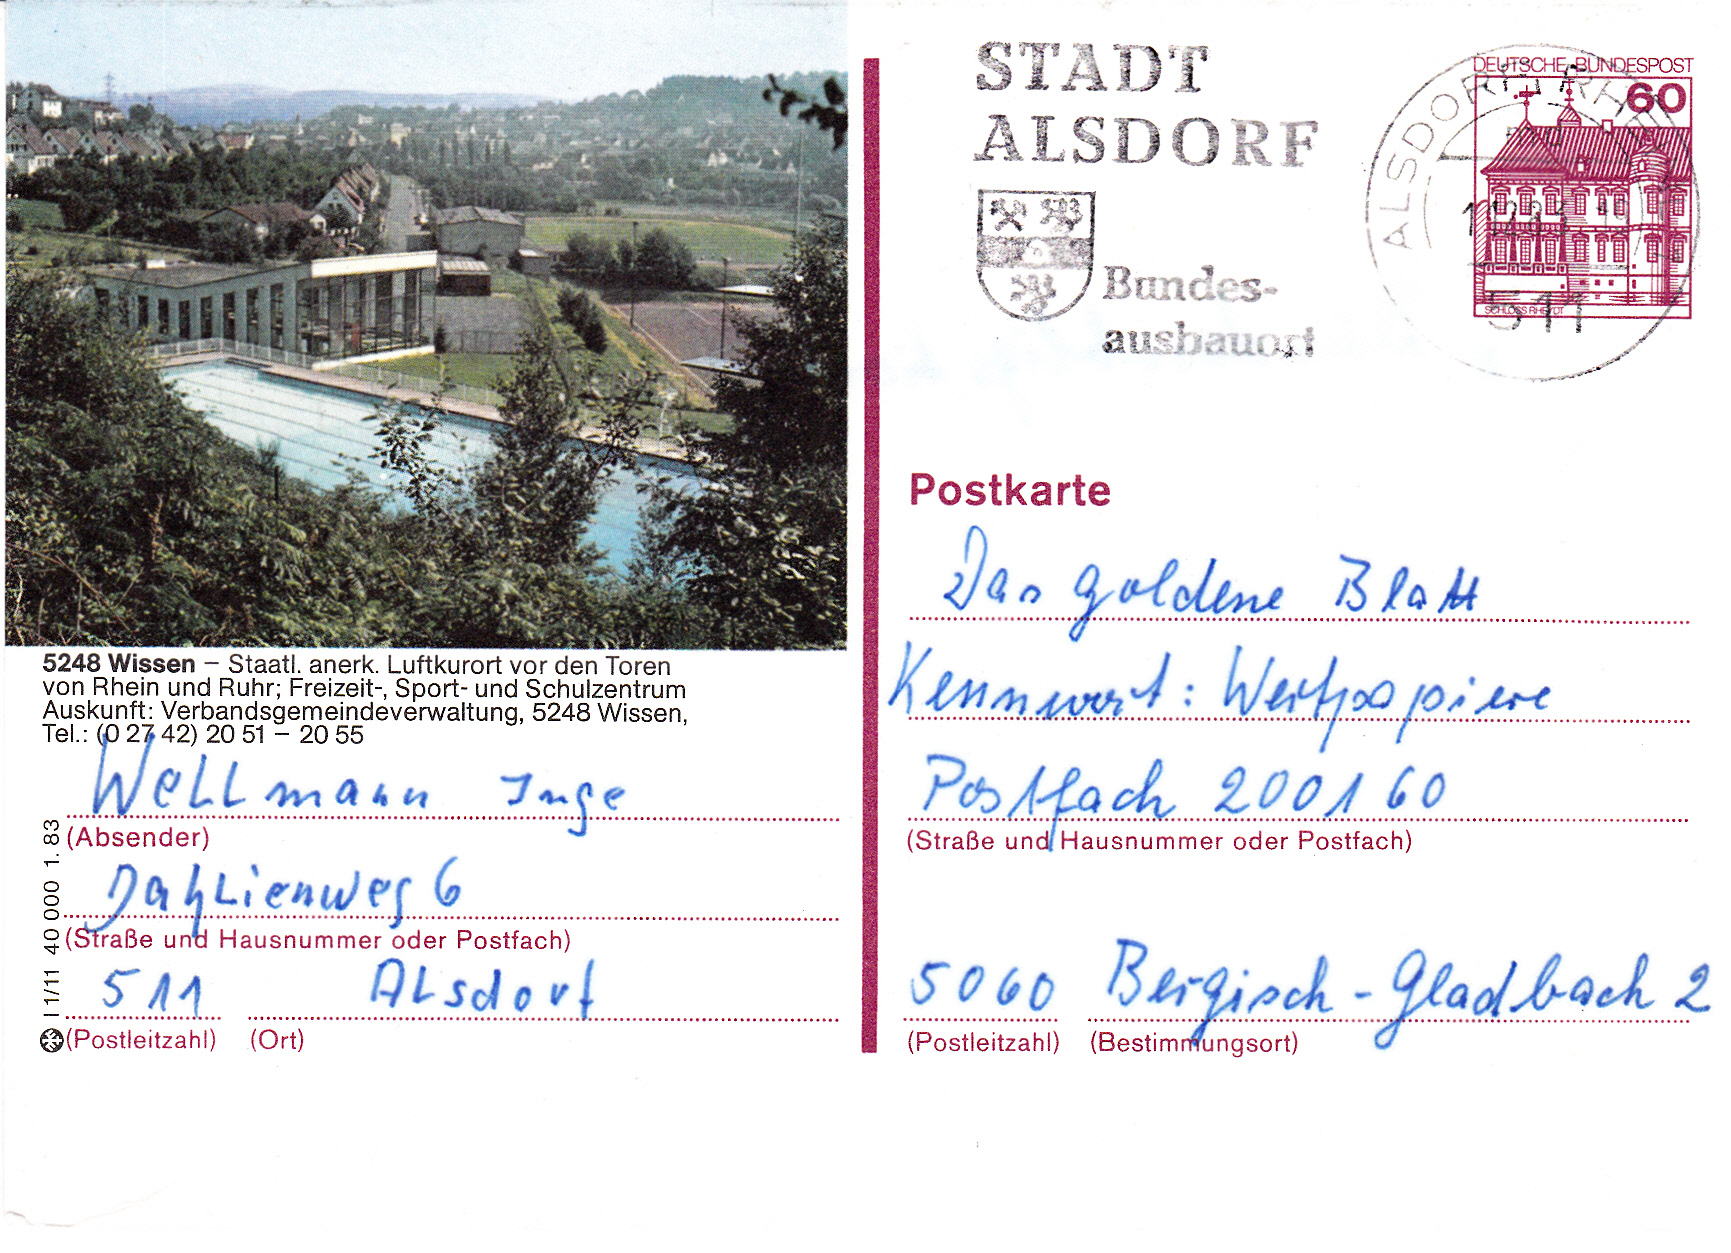 5248 Wissen – Staatl. anerk. Luftkurort vor den Toren
von Rhein und Ruhr; Freizeit-, Sport- und Schulzentrum
Auskunft: Verbandsgemeindeverwaltung, 5248 Wissen,
Tel.: (0 27 42) 20 51 – 20 55
Wellmann Inge
(Absender)
Dahlienweg 6
(Straße und Hausnummer oder Postfach)
511 Alsdorf
(Postleitzahl) (Ort)
I 1/11 40 000 1. 83
STADT
ALSDORF
Bundes-
ausbauort
ALSDORF, RHEINL
511
DEUTSCHE BUNDESPOST
60
SCHLOSS RHEYDT
Postkarte
Das goldene Blatt
Kennwort: Wertpapiere
Postfach 200160
(Straße und Hausnummer oder Postfach)
5060 Bergisch-Gladbach 2
(Postleitzahl) (Bestimmungsort)